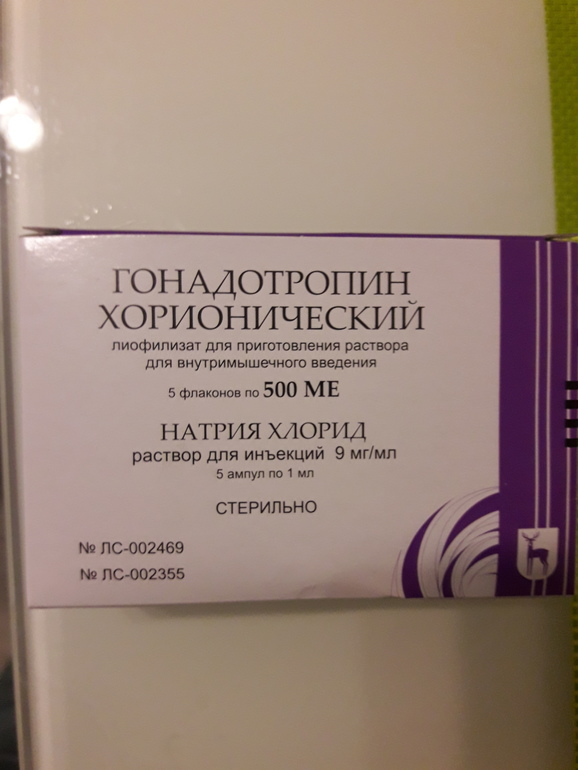 ГОНАДОТРОПИН
ХОРИОНИЧЕСКИЙ
лиофилизат для приготовления раствора
для внутримышечного введения
5 флаконов по 500 МЕ
НАТРИЯ ХЛОРИД
раствор для инъекций 9 мг/мл
5 ампул по 1 мл
СТЕРИЛЬНО
№ ЛС-002469
№ ЛС-002355